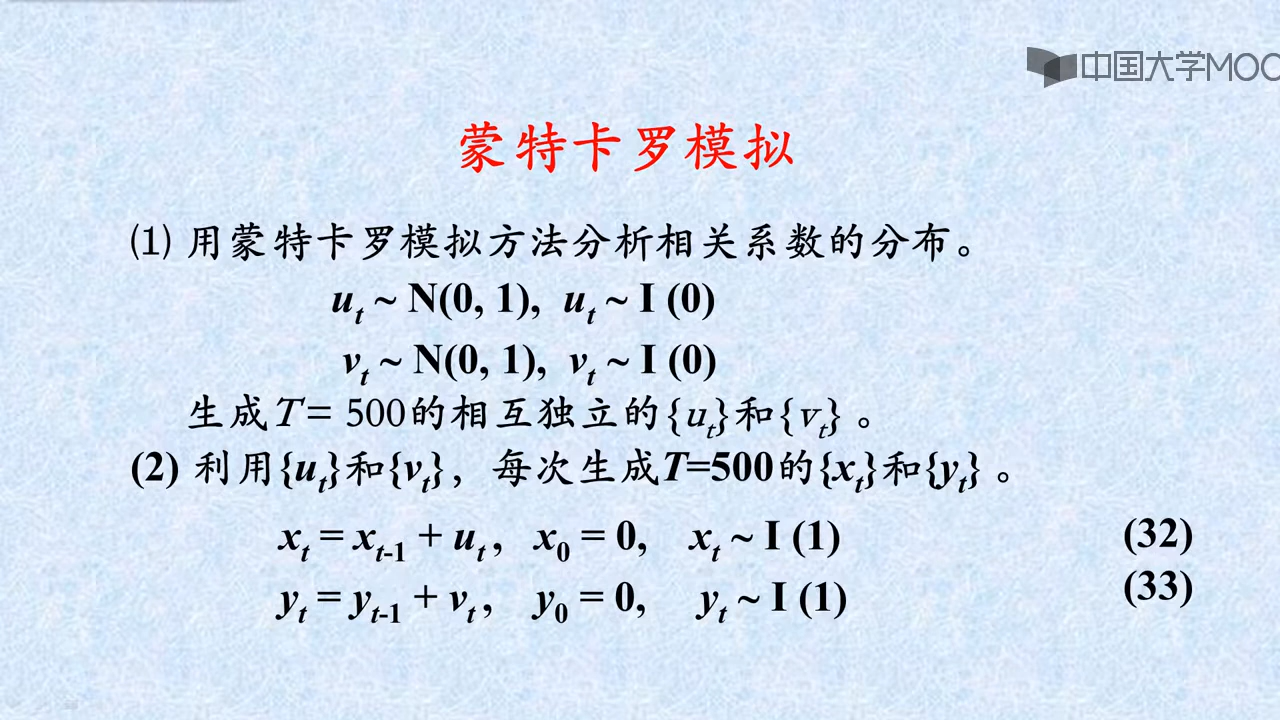 中国大学MOO
蒙特卡罗模拟
(1) 用蒙特卡罗模拟方法分析相关系数的分布。
u_t ~ N(0, 1), u_t ~ I (0)
v_t ~ N(0, 1), v_t ~ I (0)
生成T = 500的相互独立的{u_t}和{v_t} 。
(2) 利用{u_t}和{v_t}，每次生成T=500的{x_t}和{y_t} 。
x_t = x_{t-1} + u_t , x_0 = 0, x_t ~ I (1) (32)
y_t = y_{t-1} + v_t , y_0 = 0, y_t ~ I (1) (33)